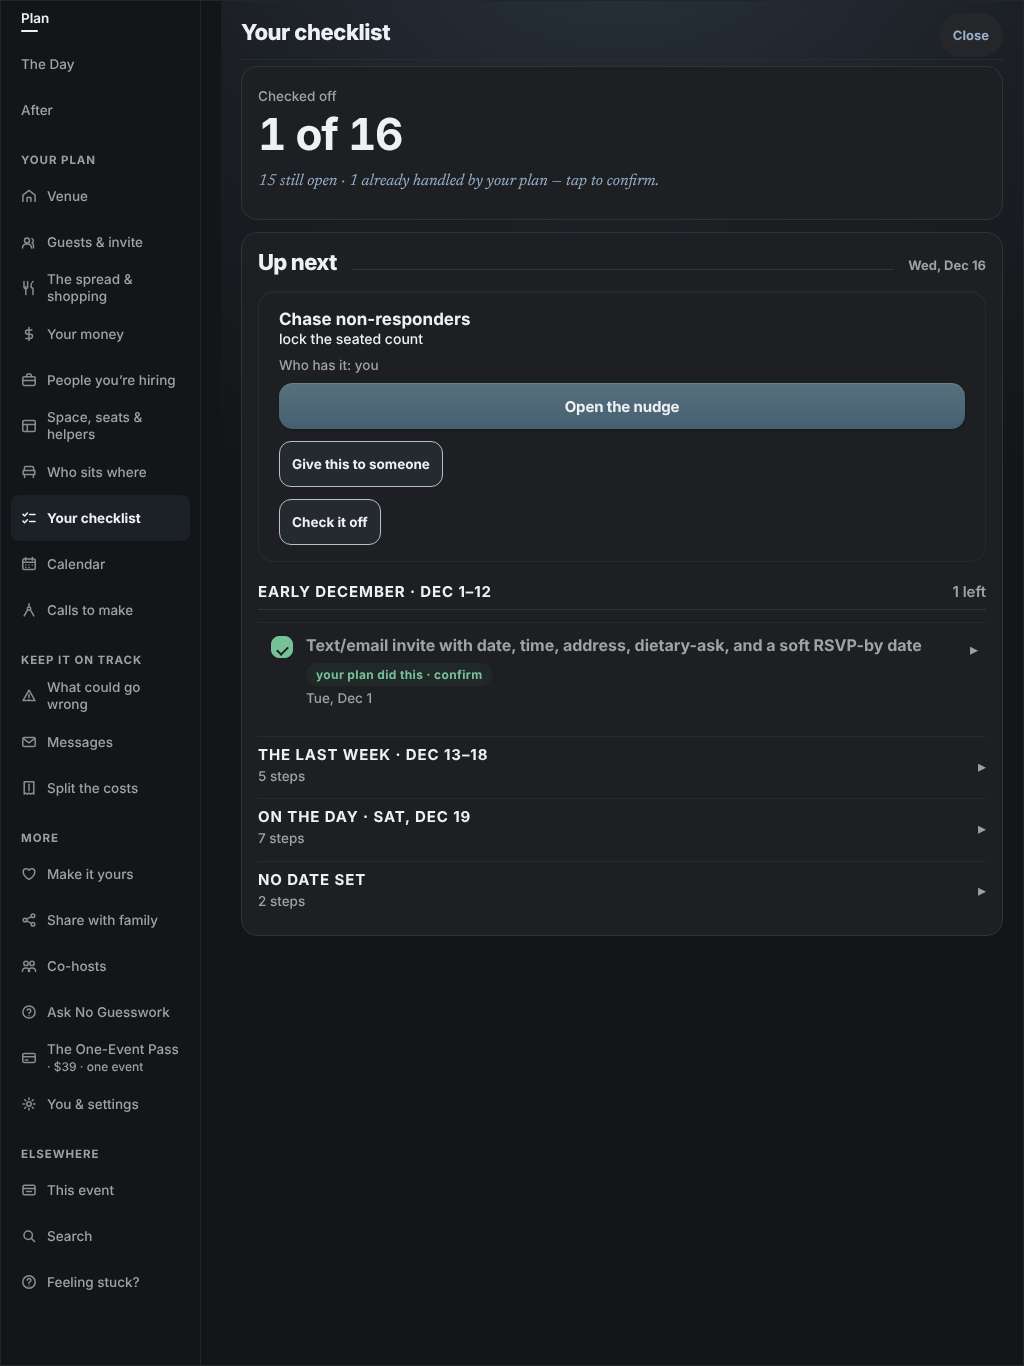 Plan
The Day
After
YOUR PLAN
Venue
Guests & invite
The spread &
shopping
Your money
People you’re hiring
Space, seats &
helpers
Who sits where
Your checklist
Calendar
Calls to make
KEEP IT ON TRACK
What could go
wrong
Messages
Split the costs
MORE
Make it yours
Share with family
Co-hosts
Ask No Guesswork
The One-Event Pass
· $39 · one event
You & settings
ELSEWHERE
This event
Search
Feeling stuck?
Your checklist
Close
Checked off
1 of 16
15 still open · 1 already handled by your plan – tap to confirm.
Up next
Wed, Dec 16
Chase non-responders
lock the seated count
Who has it: you
Open the nudge
Give this to someone
Check it off
EARLY DECEMBER · DEC 1–12
1 left
Text/email invite with date, time, address, dietary-ask, and a soft RSVP-by date
your plan did this · confirm
Tue, Dec 1
THE LAST WEEK · DEC 13–18
5 steps
ON THE DAY · SAT, DEC 19
7 steps
NO DATE SET
2 steps